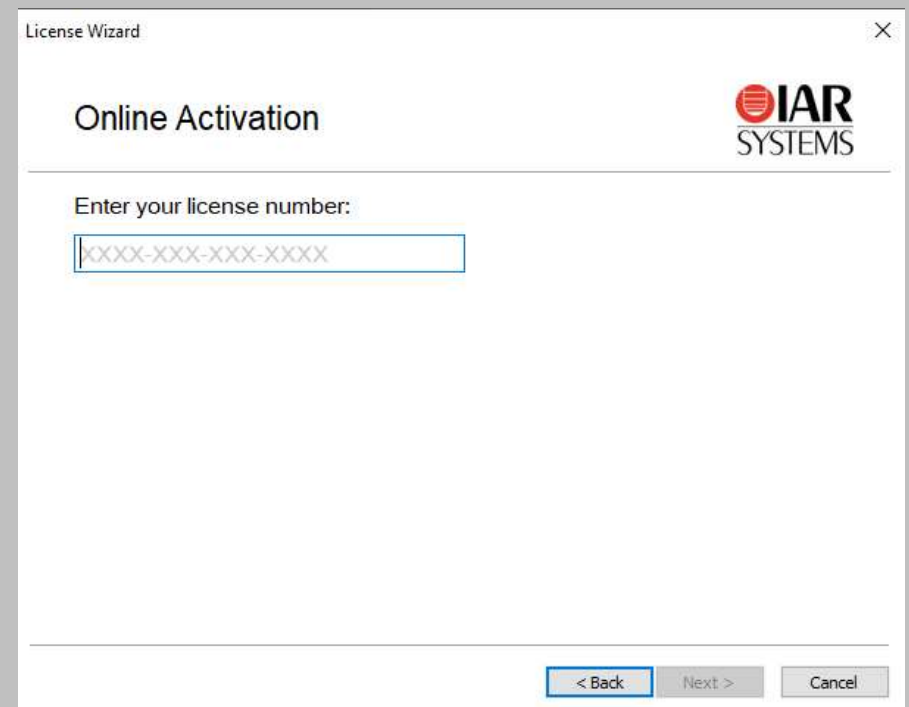 License Wizard
Online Activation
IAR
SYSTEMS
Enter your license number:
XXXX-XXX-XXX-XXXX
< Back
Next >
Cancel